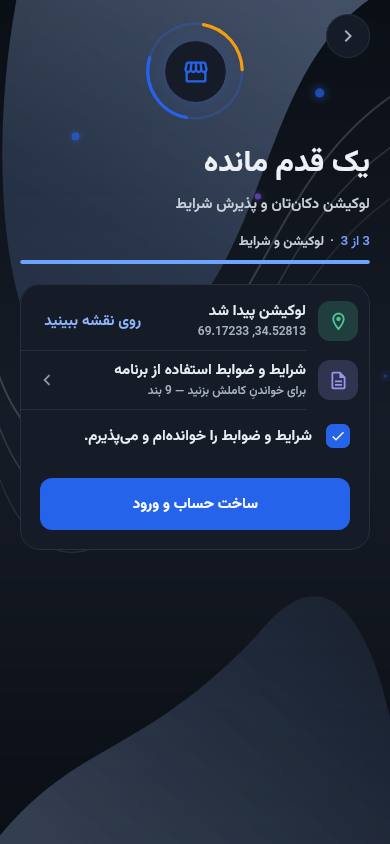 یک قدم مانده
لوکیشن دکان‌تان و پذیرش شرایط
3 از 3 · لوکیشن و شرایط
لوکیشن پیدا شد
34.52813, 69.17233
روی نقشه ببینید
شرایط و ضوابط استفاده از برنامه
برای خواندنِ کاملش بزنید — 9 بند
شرایط و ضوابط را خوانده‌ام و می‌پذیرم.
ساخت حساب و ورود